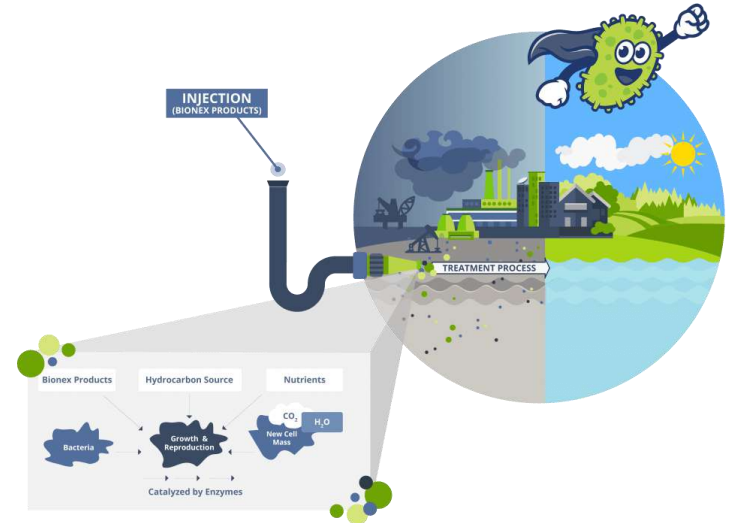 INJECTION
(BIONEX PRODUCTS)
TREATMENT PROCESS
Bionex Products
Hydrocarbon Source
Nutrients
CO₂
H₂O
Bacteria
Growth &
Reproduction
New Cell
Mass
Catalyzed by Enzymes